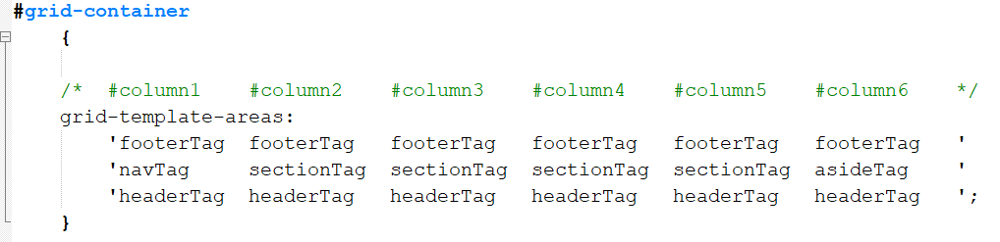 #grid-container
{
/* #column1 #column2 #column3 #column4 #column5 #column6 */
grid-template-areas:
'footerTag footerTag footerTag footerTag footerTag footerTag '
'navTag sectionTag sectionTag sectionTag sectionTag asideTag '
'headerTag headerTag headerTag headerTag headerTag headerTag ';
}